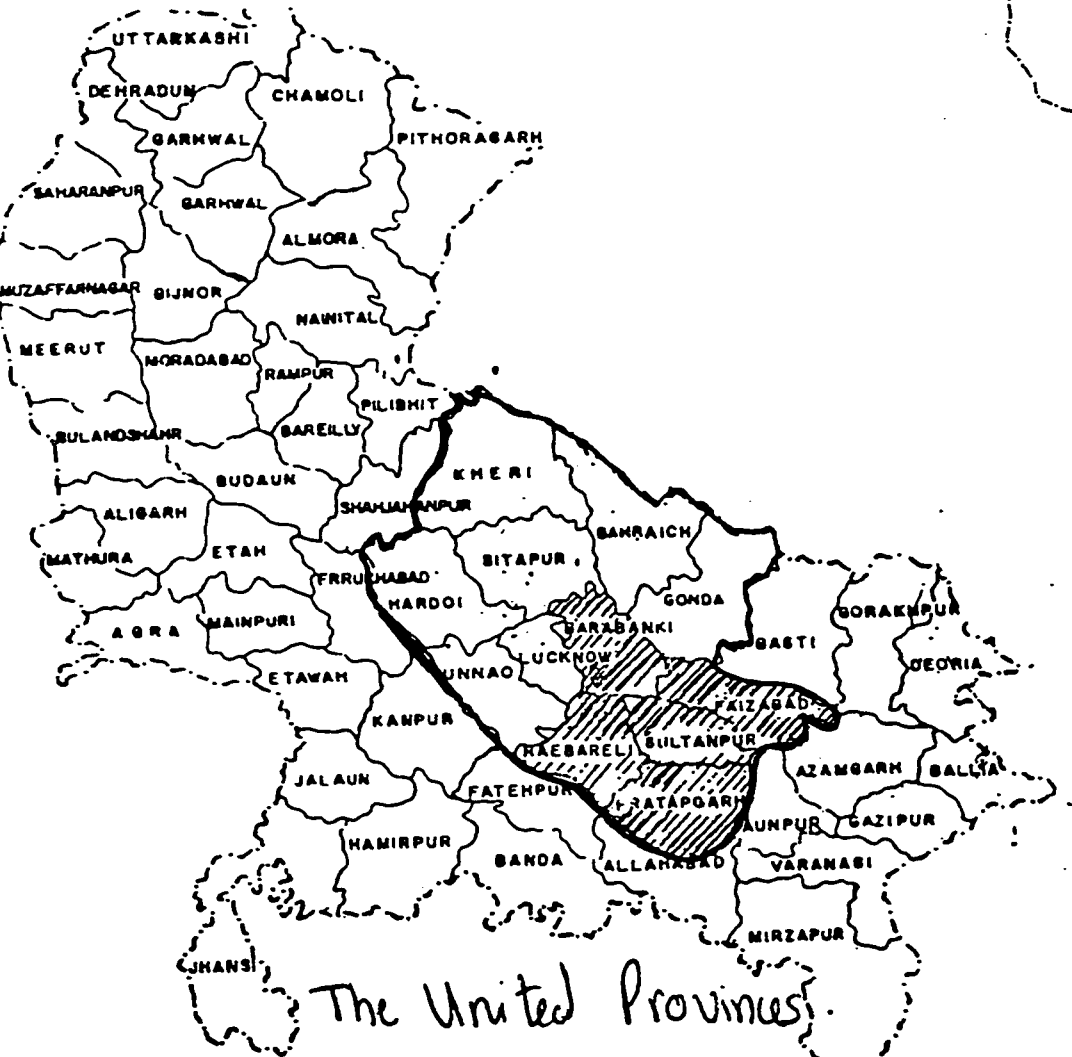 UTTARKASHI
DEHRADUN
CHAMOLI
GARHWAL
PITHORAGARH
SAHARANPUR
GARHWAL
ALMORA
MUZAFFARNAGAR
BIJNOR
NAINITAL
MEERUT
MORADABAD
RAMPUR
PILIBHIT
BULANDSHAHR
BAREILLY
KHERI
BUDAUN
SHAHJAHANPUR
ALIGARH
BAHRAICH
MATHURA
ETAH
SITAPUR
FRRUKHABAD
HARDOI
GONDA
GORAKHPUR
AGRA
MAINPURI
BARABANKI
BASTI
DEORIA
LUCKNOW
UNNAO
ETAWAH
FAIZABAD
KANPUR
RAEBARELI
SULTANPUR
JALAUN
AZAMGARH
BALLIA
FATEHPUR
PRATAPGARH
JAUNPUR
GAZIPUR
HAMIRPUR
BANDA
ALLAHABAD
VARANASI
MIRZAPUR
JHANSI
The United Provinces.